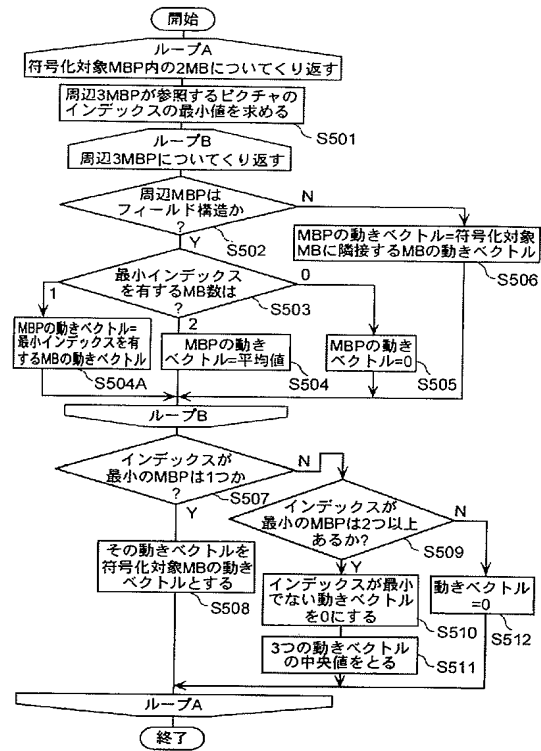 開始
ループA
符号化対象MBP内の2MBについてくり返す
周辺3MBPが参照するピクチャの
インデックスの最小値を求める
S501
ループB
周辺3MBPについてくり返す
周辺MBPは
フィールド構造か
?
N
Y
S502
MBPの動きベクトル=符号化対象
MBに隣接するMBの動きベクトル
S506
最小インデックス
を有するMB数は
?
1
0
2
S503
MBPの動きベクトル=
最小インデックスを有
するMBの動きベクトル
S504A
MBPの動き
ベクトル=平均値
S504
MBPの動き
ベクトル=0
S505
ループB
インデックスが
最小のMBPは1つか
?
N
Y
S507
インデックスが
最小のMBPは2つ以上
あるか?
N
Y
S509
その動きベクトルを
符号化対象MBの動き
ベクトルとする
S508
インデックスが最小
でない動きベクトル
を0にする
S510
動きベクトル
=0
S512
3つの動きベクトル
の中央値をとる
S511
ループA
終了